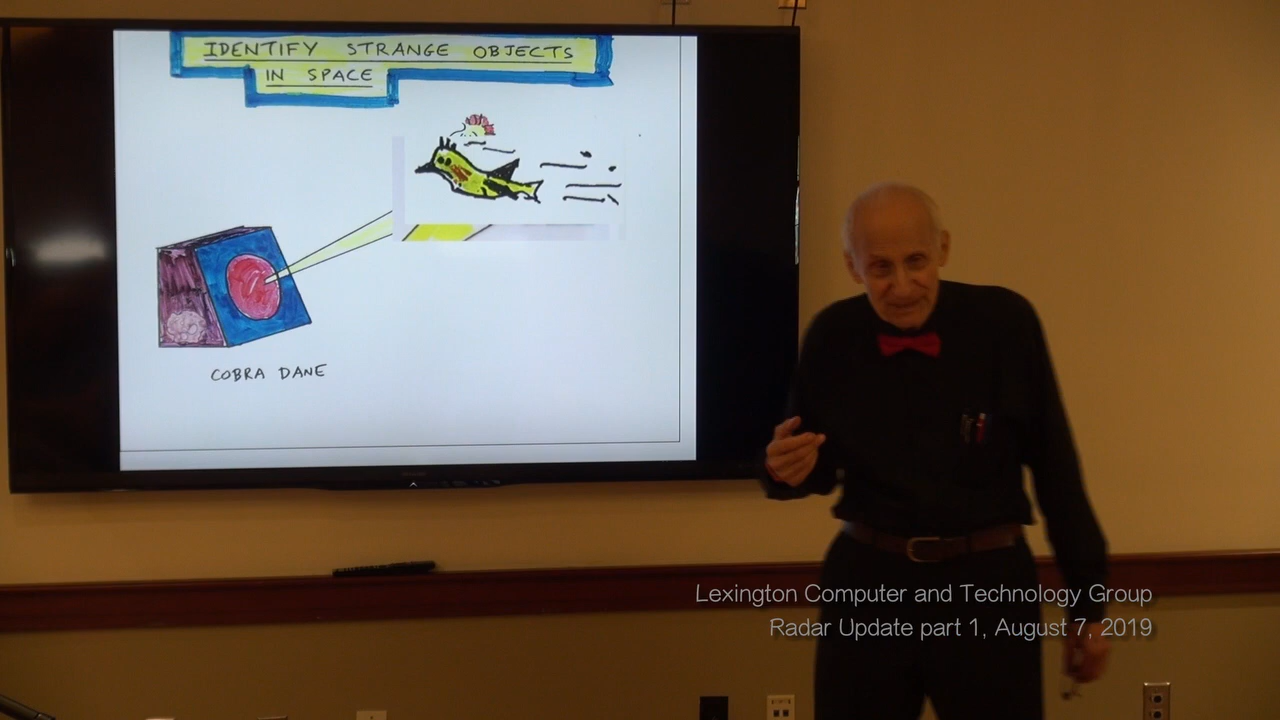 IDENTIFY STRANGE OBJECTS
IN SPACE
COBRA DANE
Lexington Computer and Technology Group
Radar Update part 1, August 7, 2019